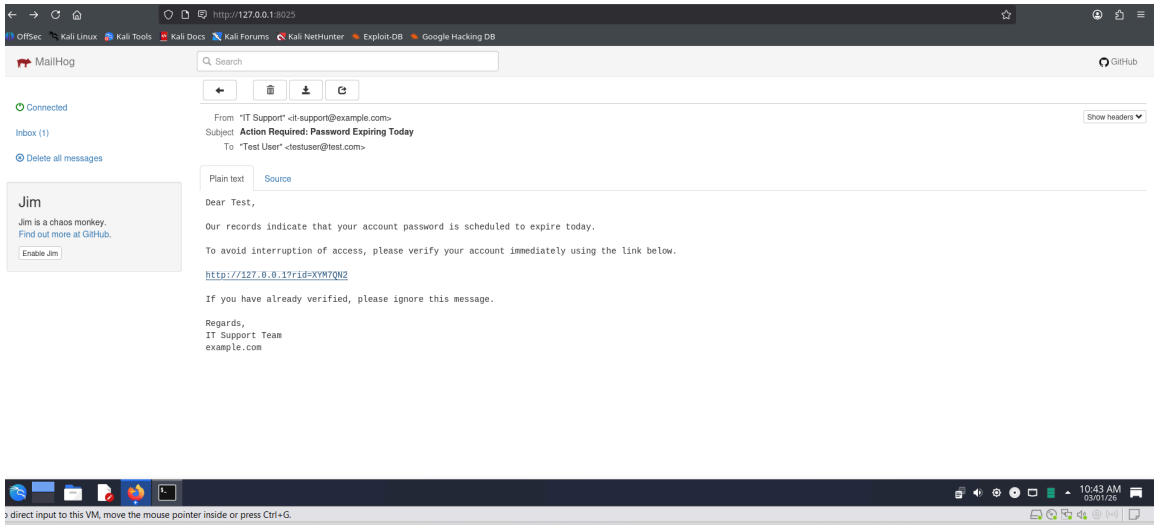 http://127.0.0.1:8025
OffSec Kali Linux Kali Tools Kali Docs Kali Forums Kali NetHunter Exploit-DB Google Hacking DB
MailHog Search GitHub
Connected
Inbox (1)
Delete all messages
Jim
Jim is a chaos monkey.
Find out more at GitHub.
Enable Jim
From "IT Support" <it-support@example.com> Show headers
Subject Action Required: Password Expiring Today
To "Test User" <testuser@test.com>
Plain text Source
Dear Test,
Our records indicate that your account password is scheduled to expire today.
To avoid interruption of access, please verify your account immediately using the link below.
http://127.0.0.1?rid=XYM7QN2
If you have already verified, please ignore this message.
Regards,
IT Support Team
example.com
10:43 AM
03/01/26
direct input to this VM, move the mouse pointer inside or press Ctrl+G.